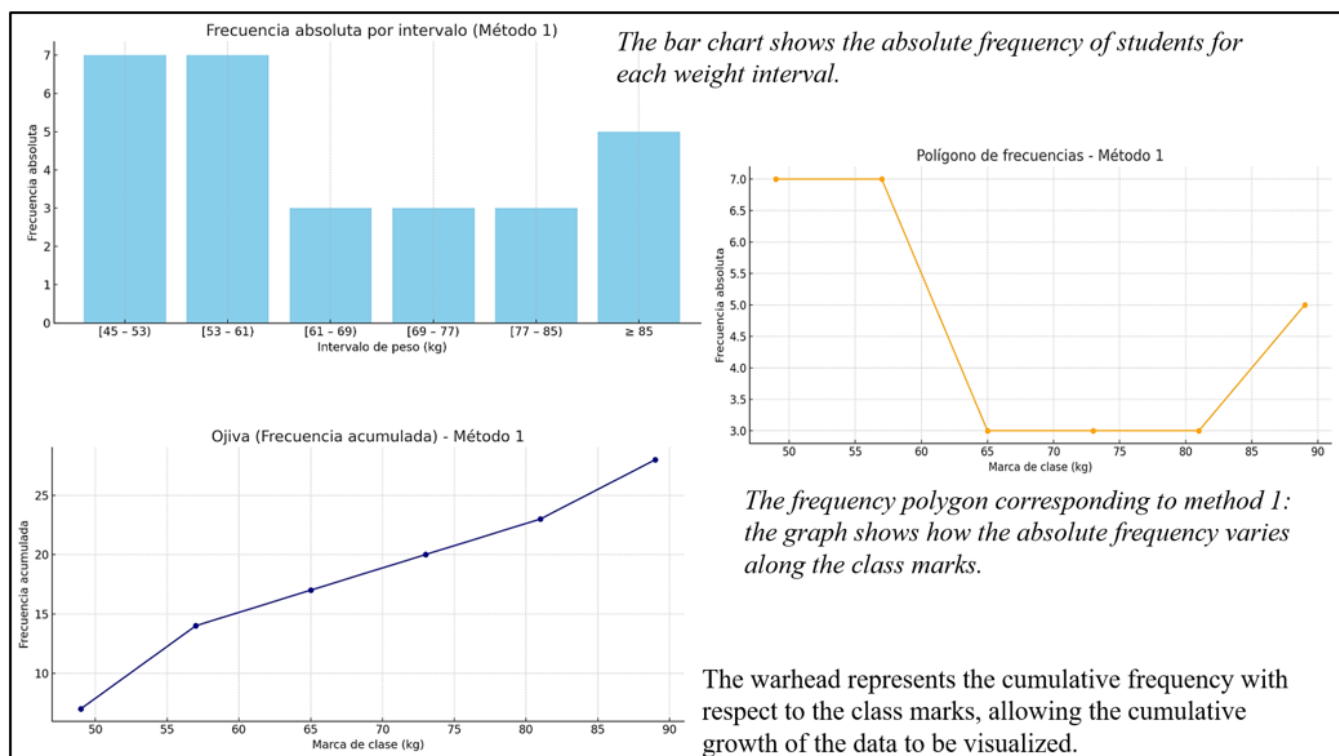 Frecuencia absoluta por intervalo (Método 1)
Frecuencia absoluta
7
6
5
4
3
2
1
0
[45 – 53)
[53 – 61)
[61 – 69)
[69 – 77)
[77 – 85)
≥ 85
Intervalo de peso (kg)
The bar chart shows the absolute frequency of students for
each weight interval.
Polígono de frecuencias - Método 1
Frecuencia absoluta
7.0
6.5
6.0
5.5
5.0
4.5
4.0
3.5
3.0
50
55
60
65
70
75
80
85
90
Marca de clase (kg)
The frequency polygon corresponding to method 1:
the graph shows how the absolute frequency varies
along the class marks.
Ojiva (Frecuencia acumulada) - Método 1
Frecuencia acumulada
25
20
15
10
50
55
60
65
70
75
80
85
90
Marca de clase (kg)
The warhead represents the cumulative frequency with
respect to the class marks, allowing the cumulative
growth of the data to be visualized.